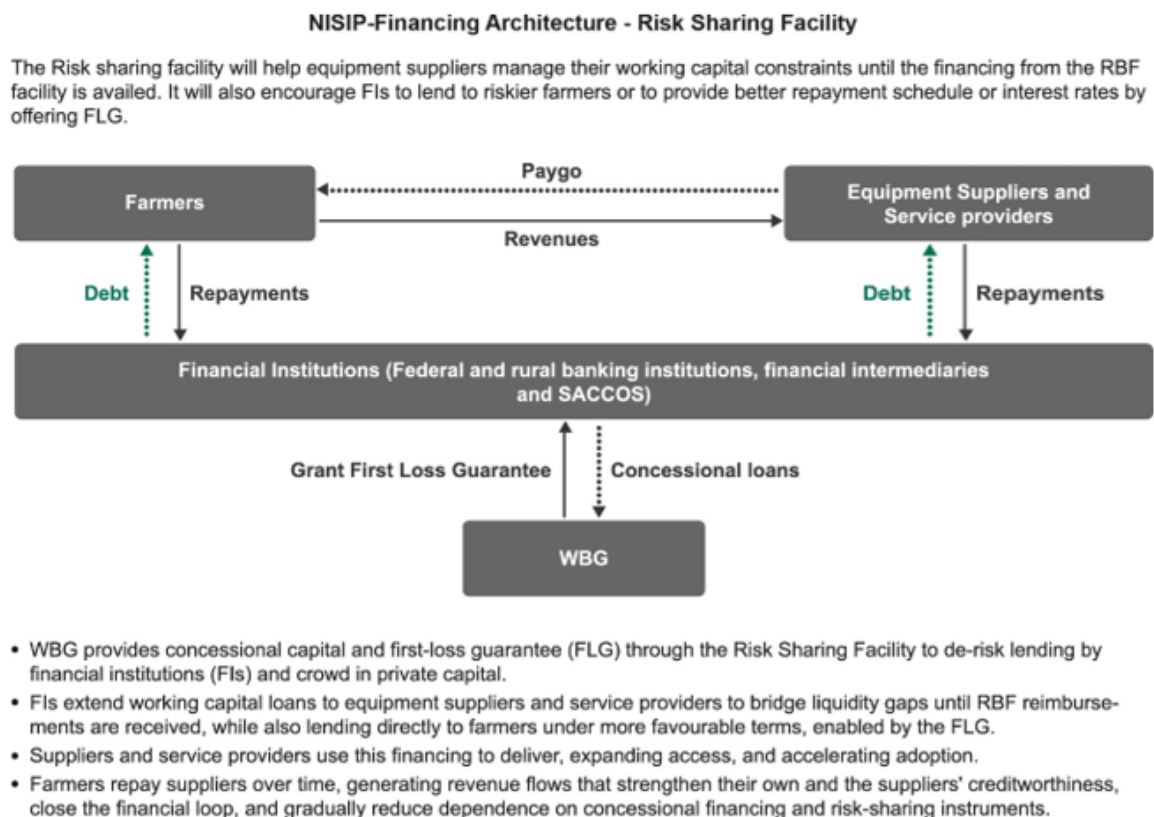 NISIP-Financing Architecture - Risk Sharing Facility
The Risk sharing facility will help equipment suppliers manage their working capital constraints until the financing from the RBF
facility is availed. It will also encourage FIs to lend to riskier farmers or to provide better repayment schedule or interest rates by
offering FLG.
Farmers
Paygo
Revenues
Equipment Suppliers and
Service providers
Debt
Repayments
Debt
Repayments
Financial Institutions (Federal and rural banking institutions, financial intermediaries
and SACCOS)
Grant First Loss Guarantee
Concessional loans
WBG
• WBG provides concessional capital and first-loss guarantee (FLG) through the Risk Sharing Facility to de-risk lending by
financial institutions (FIs) and crowd in private capital.
• FIs extend working capital loans to equipment suppliers and service providers to bridge liquidity gaps until RBF reimburse-
ments are received, while also lending directly to farmers under more favourable terms, enabled by the FLG.
• Suppliers and service providers use this financing to deliver, expanding access, and accelerating adoption.
• Farmers repay suppliers over time, generating revenue flows that strengthen their own and the suppliers' creditworthiness,
close the financial loop, and gradually reduce dependence on concessional financing and risk-sharing instruments.